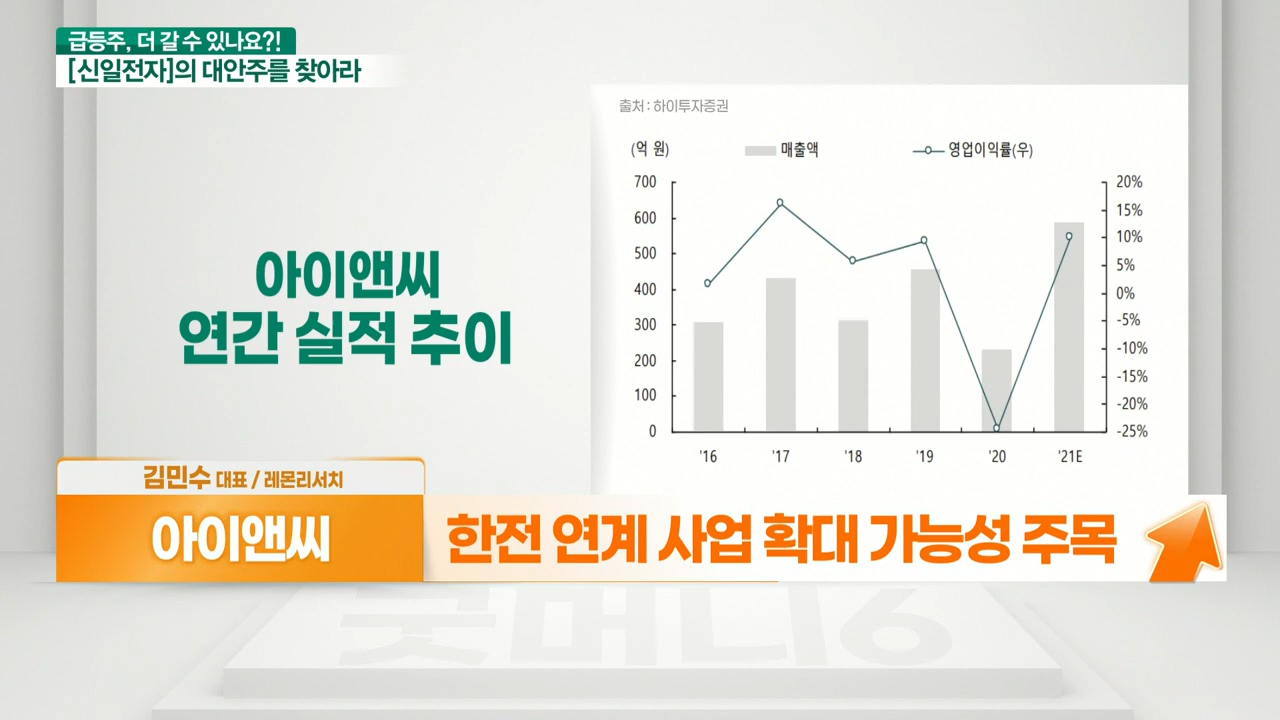 급등주, 더 갈 수 있나요?!
[신일전자]의 대안주를 찾아라
출처 : 하이투자증권
(억 원)
매출액
영업이익률(우)
700
600
500
400
300
200
100
0
20%
15%
10%
5%
0%
-5%
-10%
-15%
-20%
-25%
'16 '17 '18 '19 '20 '21E
아이앤씨
연간 실적 추이
김민수 대표 / 레몬리서치
아이앤씨
한전 연계 사업 확대 가능성 주목
굿머니6